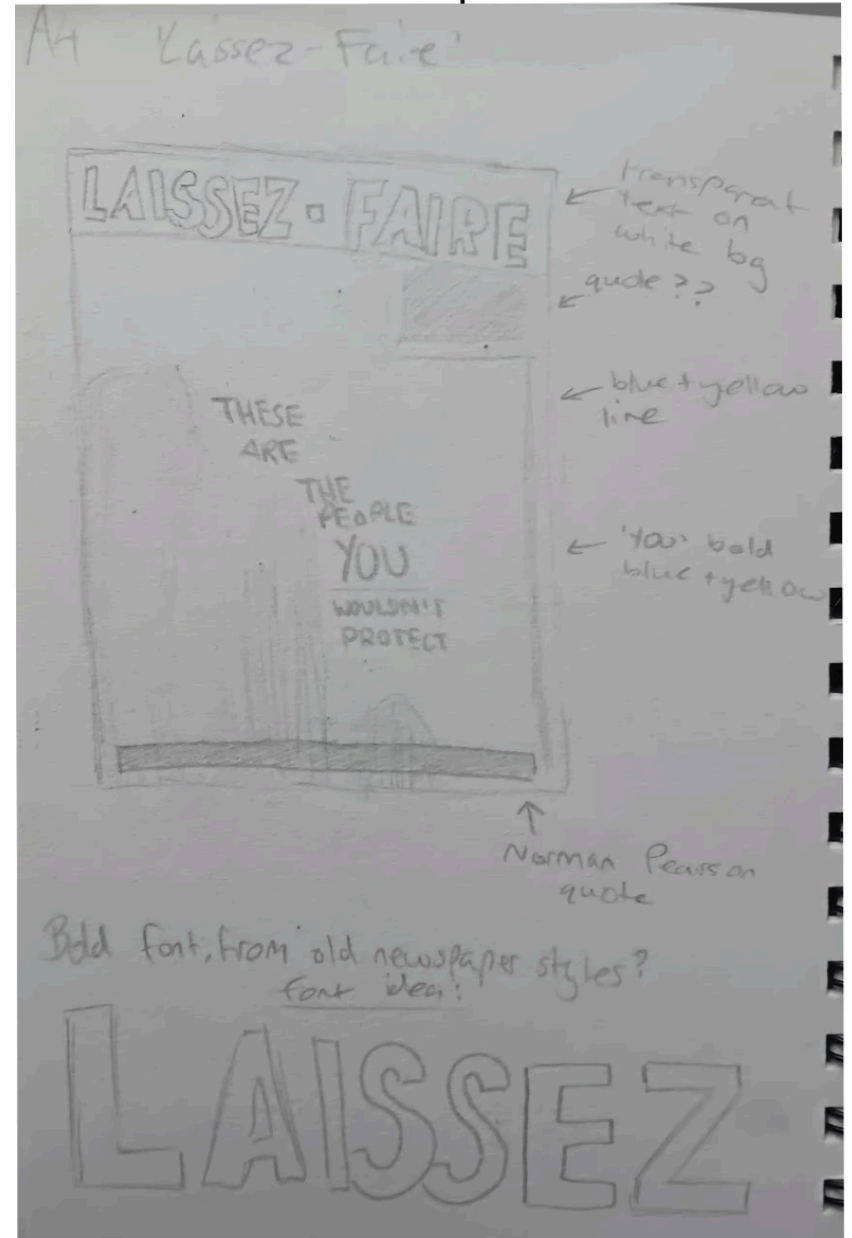 A4 'Laissez-Faire'
LAISSEZ-FAIRE
transparent
text on
white bg
quote??
blue + yellow
line
THESE
ARE
THE
PEOPLE
YOU
WOULDN'T
PROTECT
'YOU' bold
blue + yellow
Norman Pearson
quote
Bold font, from old newspaper styles?
font idea:
LAISSEZ